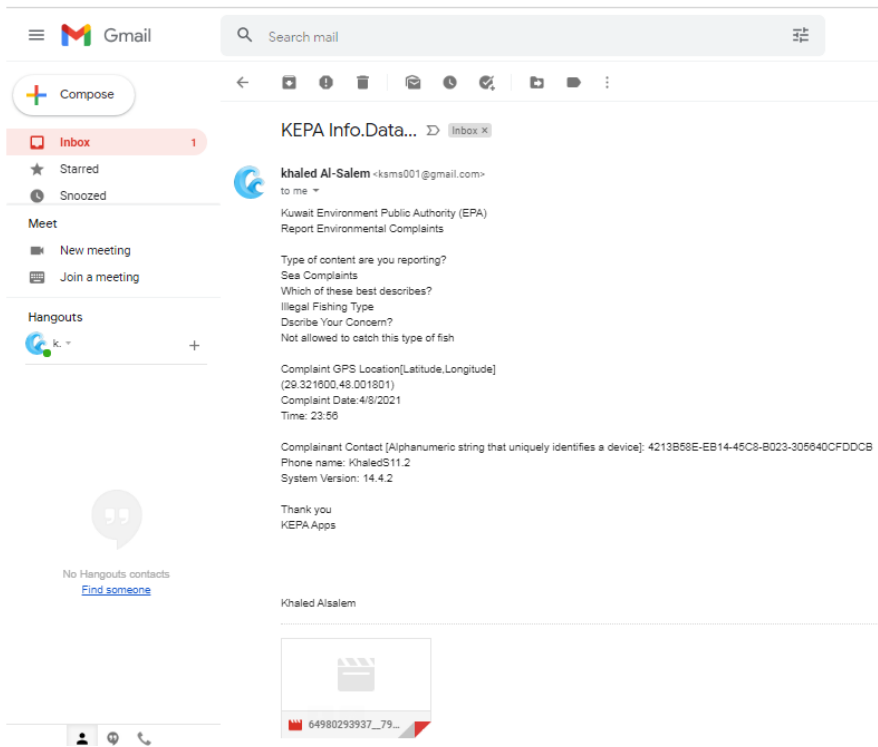 Gmail
Search mail
Compose
Inbox 1
Starred
Snoozed
Meet
New meeting
Join a meeting
Hangouts
k.
No Hangouts contacts
Find someone
KEPA Info.Data... Inbox ×
khaled Al-Salem <ksms001@gmail.com>
to me
Kuwait Environment Public Authority (EPA)
Report Environmental Complaints
Type of content are you reporting?
Sea Complaints
Which of these best describes?
Illegal Fishing Type
Dscribe Your Concern?
Not allowed to catch this type of fish
Complaint GPS Location[Latitude,Longitude]
(29.321600,48.001801)
Complaint Date:4/8/2021
Time: 23:56
Complainant Contact [Alphanumeric string that uniquely identifies a device]: 4213B58E-EB14-45C8-B023-305640CFDDCB
Phone name: KhaledS11.2
System Version: 14.4.2
Thank you
KEPA Apps
Khaled Alsalem
64980293937__79...